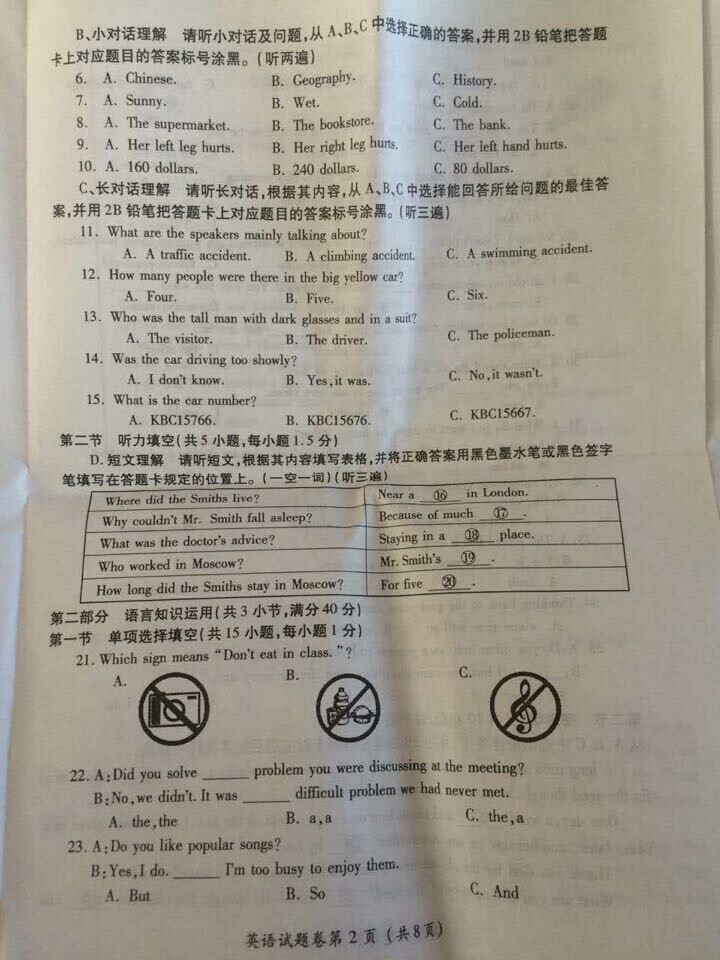 B、小对话理解 请听小对话及问题,从 A、B、C 中选择正确的答案,并用 2B 铅笔把答题
卡上对应题目的答案标号涂黑。(听两遍)
6. A. Chinese. B. Geography. C. History.
7. A. Sunny. B. Wet. C. Cold.
8. A. The supermarket. B. The bookstore. C. The bank.
9. A. Her left leg hurts. B. Her right leg hurts. C. Her left hand hurts.
10. A. 160 dollars. B. 240 dollars. C. 80 dollars.
C、长对话理解 请听长对话,根据其内容,从 A、B、C 中选择能回答所给问题的最佳答
案,并用 2B 铅笔把答题卡上对应题目的答案标号涂黑。(听三遍)
11. What are the speakers mainly talking about?
A. A traffic accident. B. A climbing accident. C. A swimming accident.
12. How many people were there in the big yellow car?
A. Four. B. Five. C. Six.
13. Who was the tall man with dark glasses and in a suit?
A. The visitor. B. The driver. C. The policeman.
14. Was the car driving too showly?
A. I don't know. B. Yes,it was. C. No,it wasn't.
15. What is the car number?
A. KBC15766. B. KBC15676. C. KBC15667.
第二节 听力填空(共 5 小题,每小题 1.5 分)
D. 短文理解 请听短文,根据其内容填写表格,并将正确答案用黑色墨水笔或黑色签字
笔填写在答题卡规定的位置上。(一空一词)(听三遍)
Where did the Smiths live? Near a ⑯ in London.
Why couldn't Mr. Smith fall asleep? Because of much ⑰.
What was the doctor's advice? Staying in a ⑱ place.
Who worked in Moscow? Mr. Smith's ⑲.
How long did the Smiths stay in Moscow? For five ⑳.
第二部分 语言知识运用(共 3 小节,满分 40 分)
第一节 单项选择填空(共 15 小题,每小题 1 分)
21. Which sign means “Don't eat in class.”?
A. B. C.
22. A:Did you solve ______ problem you were discussing at the meeting?
B:No,we didn't. It was ______ difficult problem we had never met.
A. the,the B. a,a C. the,a
23. A:Do you like popular songs?
B:Yes,I do. ______ I'm too busy to enjoy them.
A. But B. So C. And
英语试题卷第 2 页(共8页)